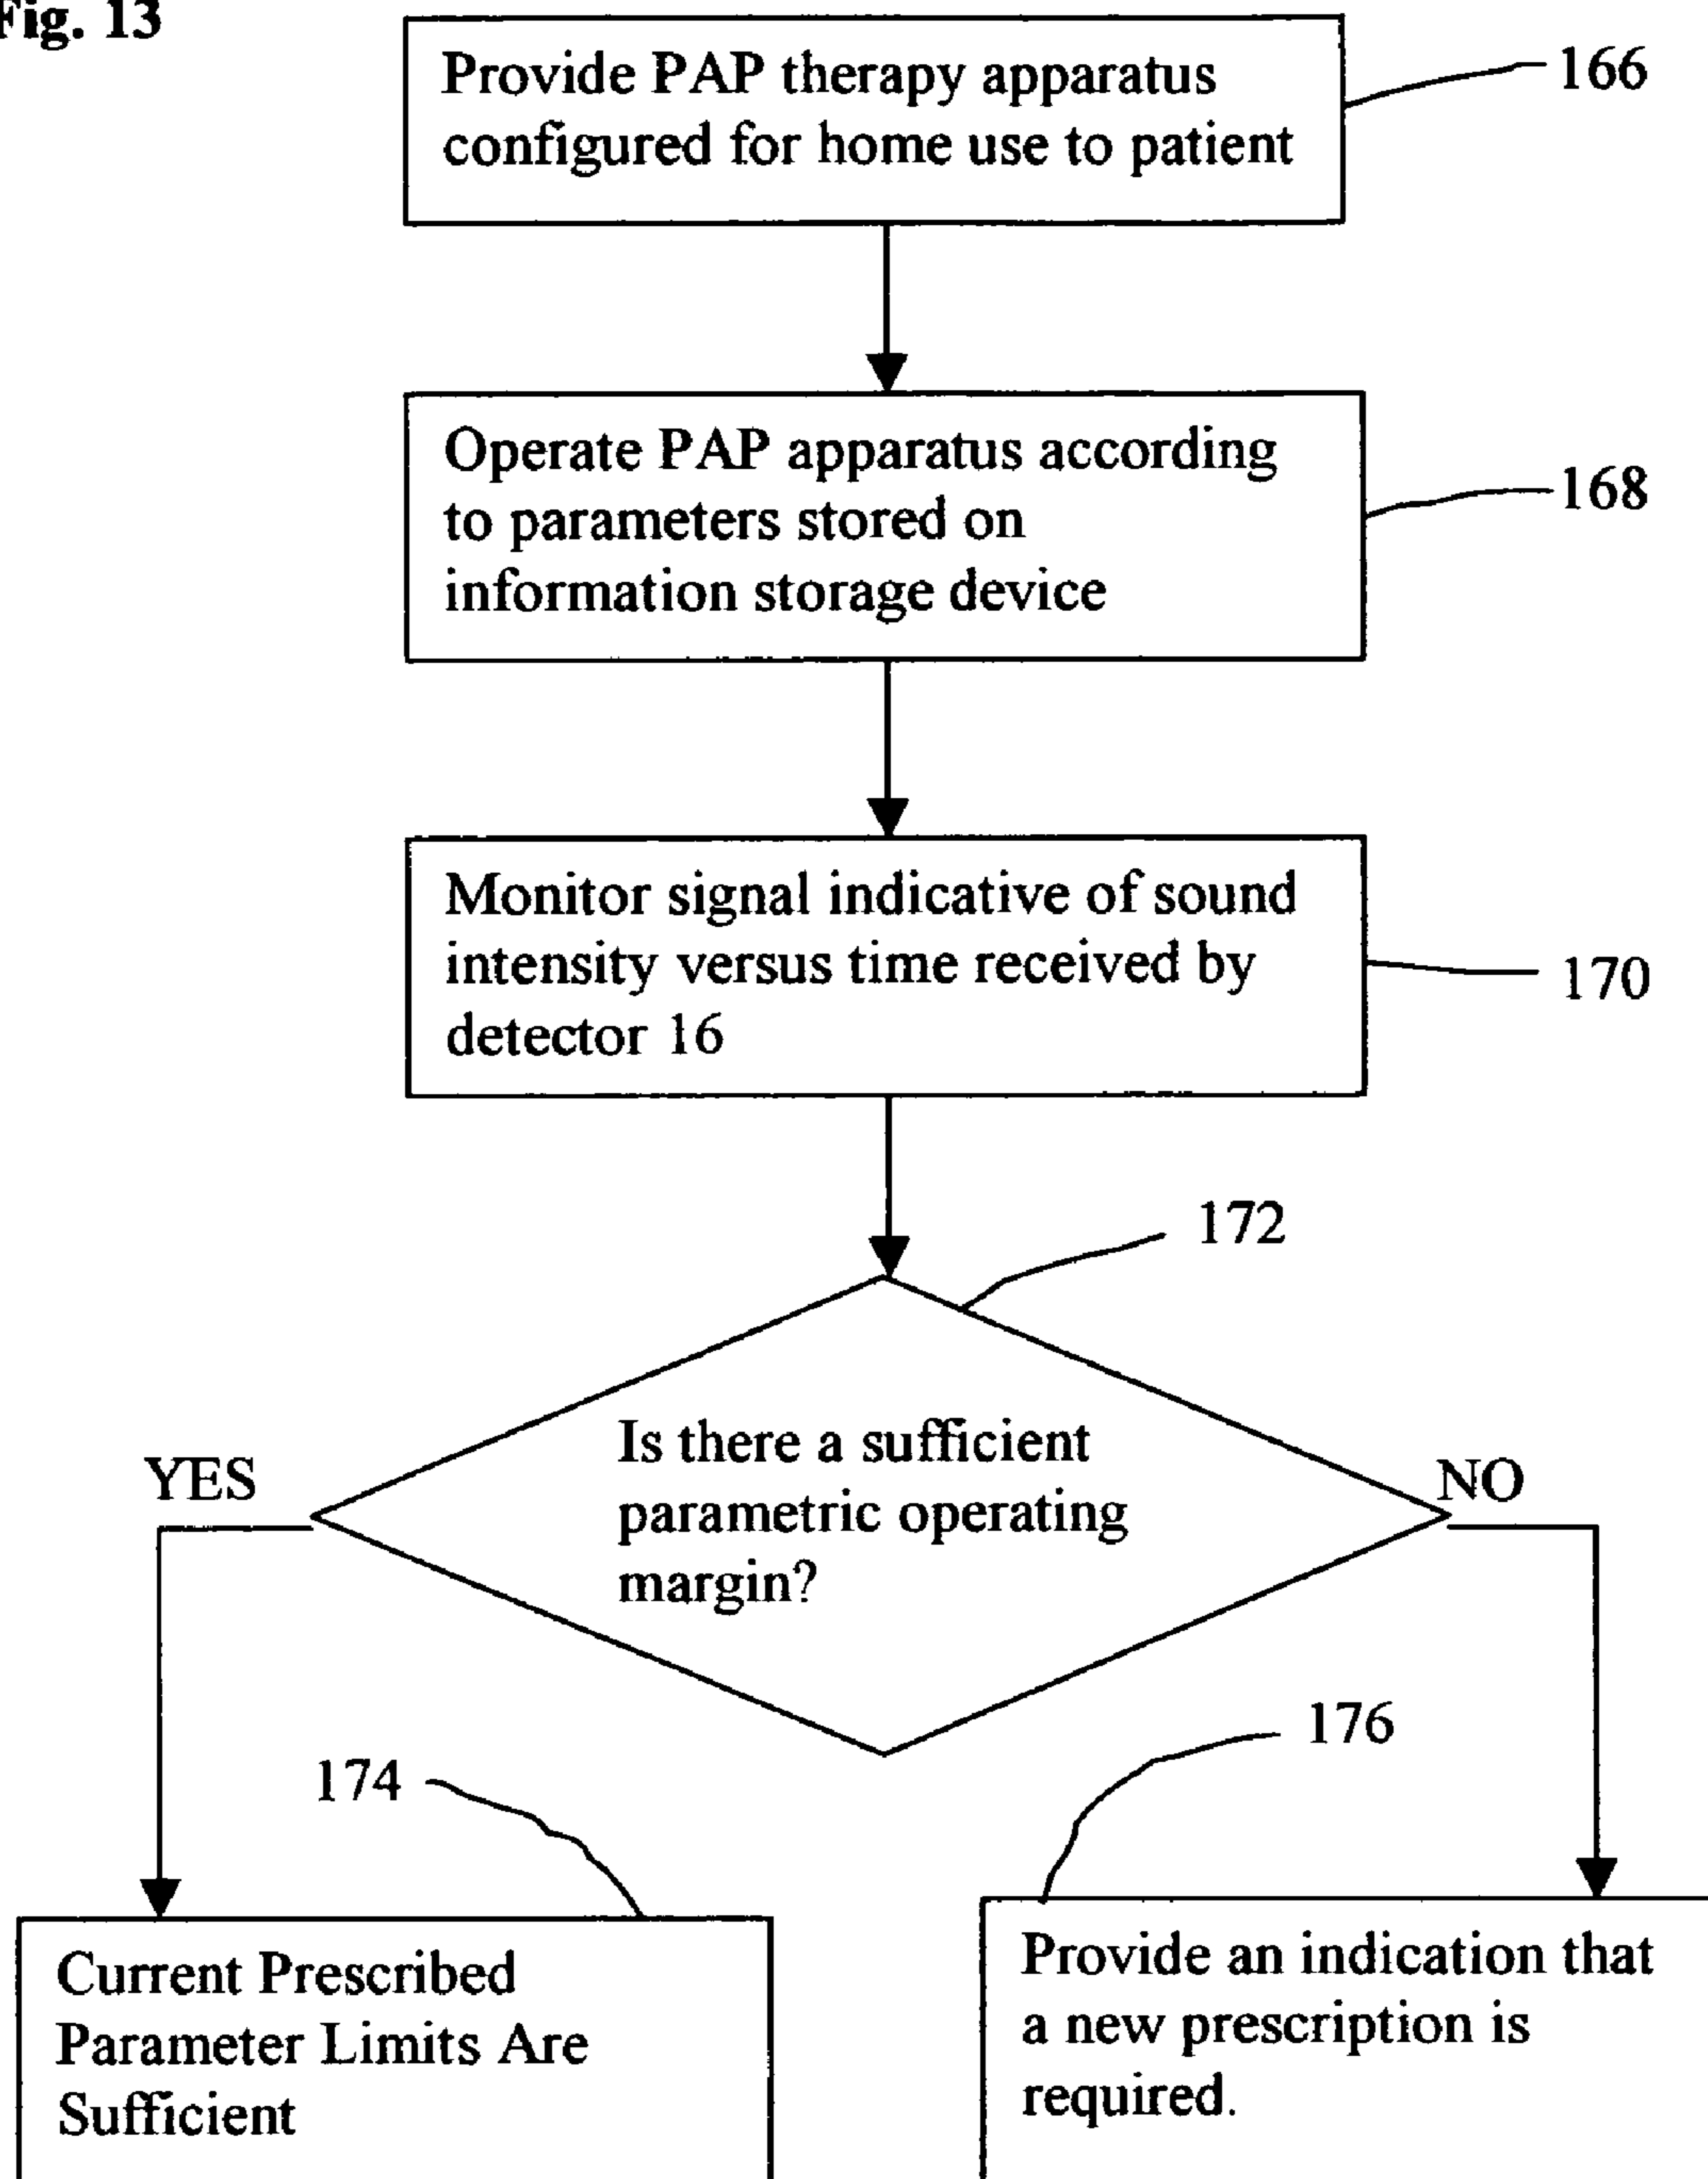 Fig. 13
Provide PAP therapy apparatus
configured for home use to patient
166
Operate PAP apparatus according
to parameters stored on
information storage device
168
Monitor signal indicative of sound
intensity versus time received by
detector 16
170
172
Is there a sufficient
parametric operating
margin?
YES
NO
174
176
Current Prescribed
Parameter Limits Are
Sufficient
Provide an indication that
a new prescription is
required.